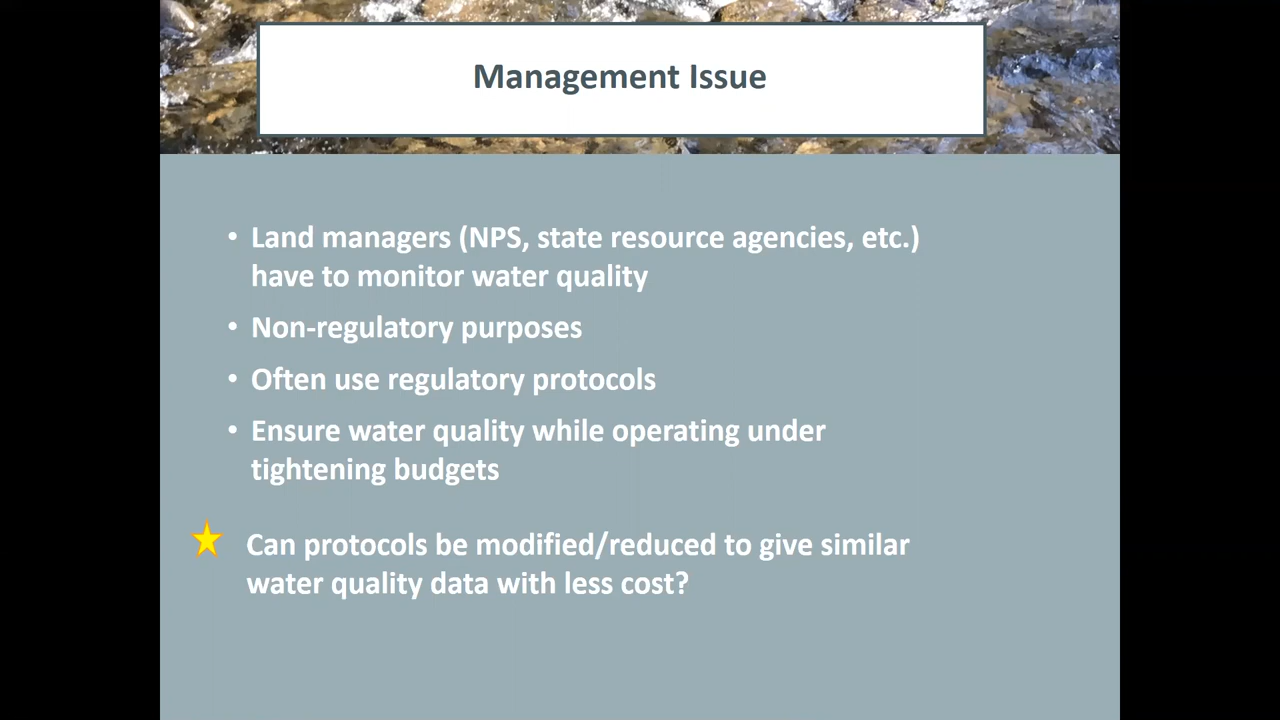 Management Issue
• Land managers (NPS, state resource agencies, etc.)
have to monitor water quality
• Non-regulatory purposes
• Often use regulatory protocols
• Ensure water quality while operating under
tightening budgets
Can protocols be modified/reduced to give similar
water quality data with less cost?